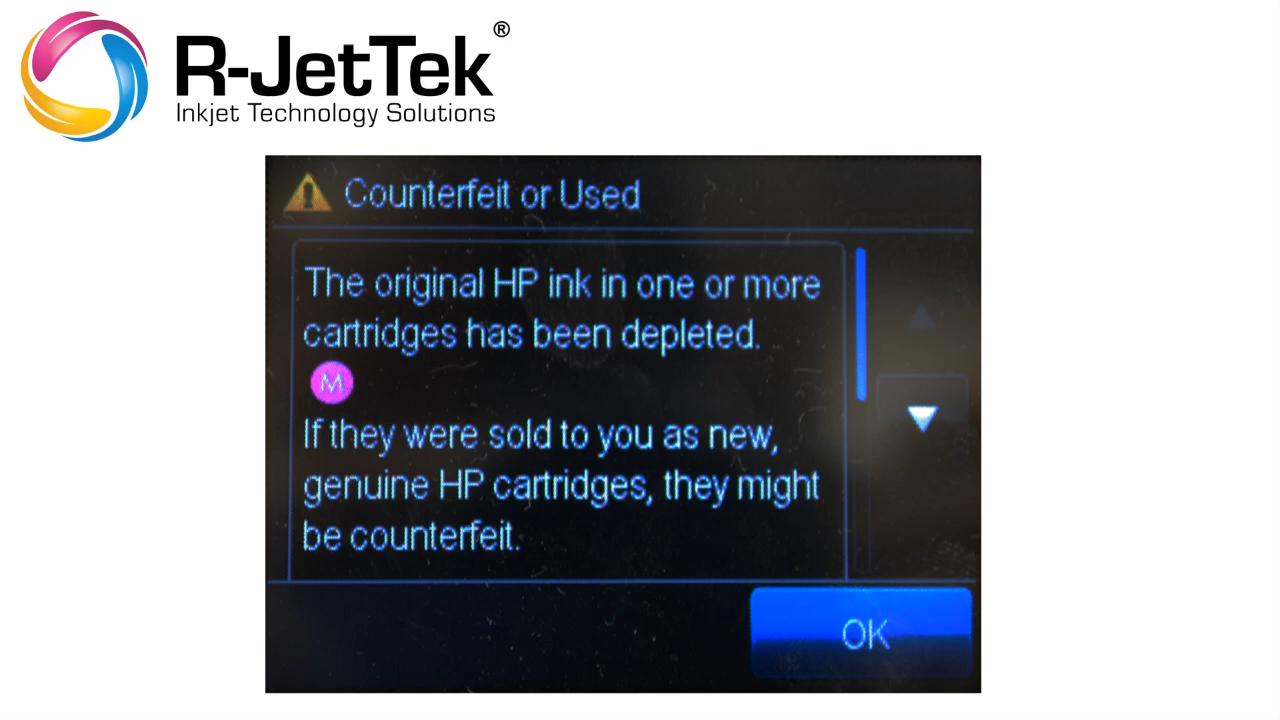 R-JetTek®
Inkjet Technology Solutions
Counterfeit or Used
The original HP ink in one or more
cartridges has been depleted.
M
If they were sold to you as new,
genuine HP cartridges, they might
be counterfeit.
OK